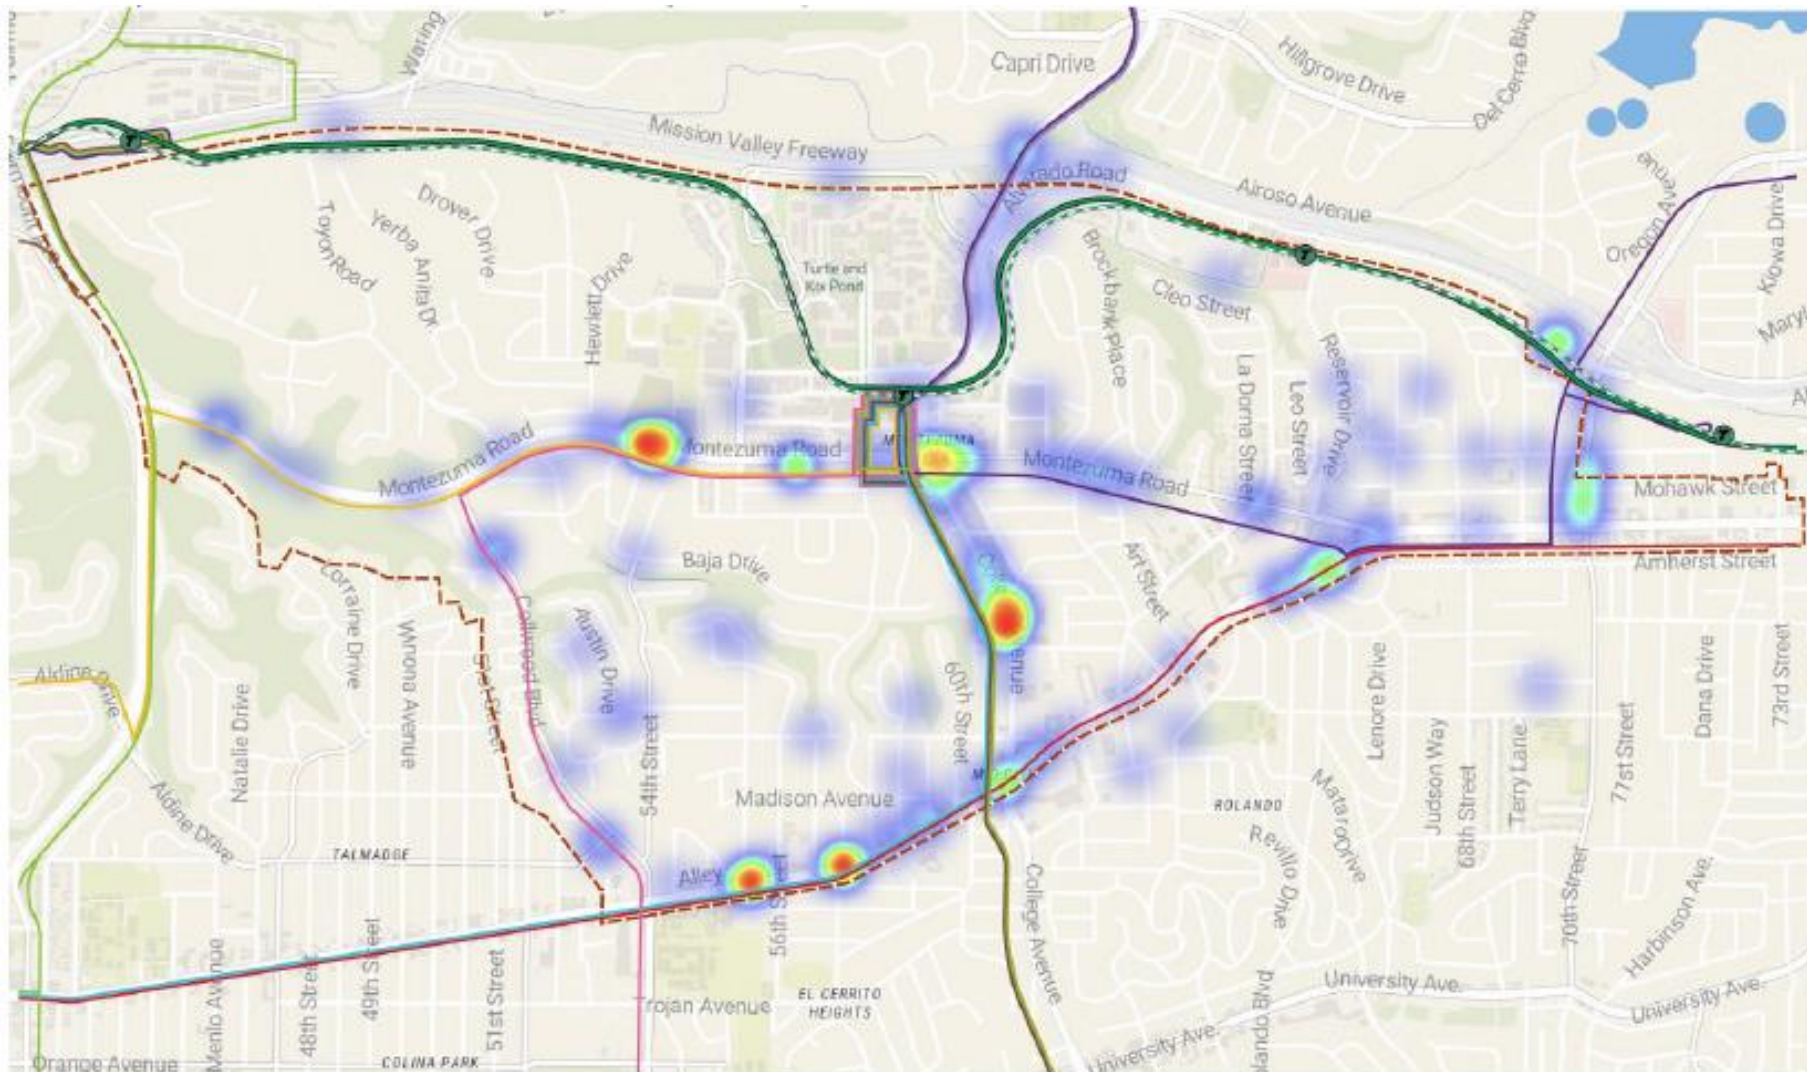 Waring
Capri Drive
Hillgrove Drive
Del Cerro Blvd
Mission Valley Freeway
Airoso Avenue
Oregon Ave
Kiowa Drive
Toyon Road
Yerba Anita Dr
Drover Drive
Hewlett Drive
Turtle and
Koi Pond
Brockbank place
Cleo Street
La Dorna Street
Leo Street
Reservoir Drive
Montezuma Road
Montezuma Road
Montezuma Road
Mohawk Street
Amherst Street
Baja Drive
Art Street
Lorraine Drive
Winona Avenue
Natalie Drive
Aldine Drive
Aldine Drive
Collwood Blvd
Austin Drive
54th Street
60th Street
Madison Avenue
ROLANDO
Lenore Drive
Judson Way
68th Street
Terry Lane
77st Street
Dana Drive
73rd Street
Mataro Drive
Revillo Drive
70th Street
Harbinson Ave.
TALMADGE
Alley
56th Street
College Avenue
Menlo Avenue
48th Street
49th Street
51st Street
Trojan Avenue
EL CERRITO
HEIGHTS
University Ave.
University Ave.
University Ave.
Orange Avenue
COLINA PARK